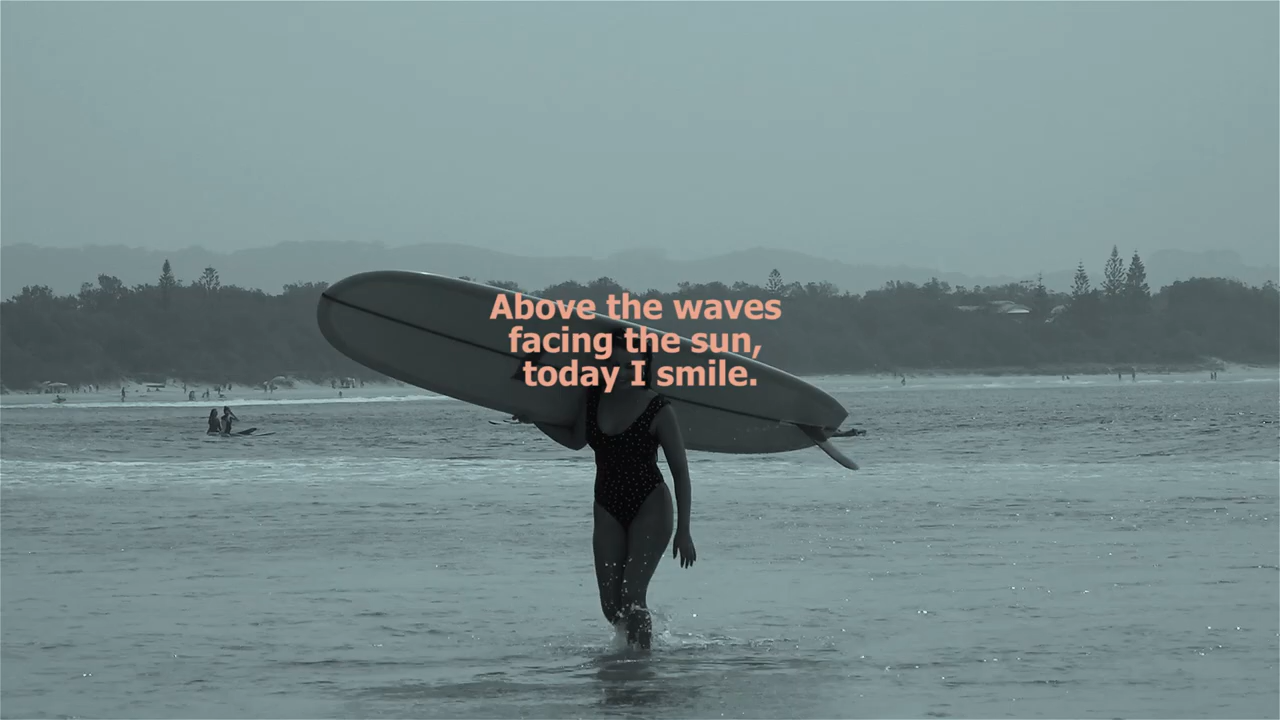 Above the waves
facing the sun,
today I smile.